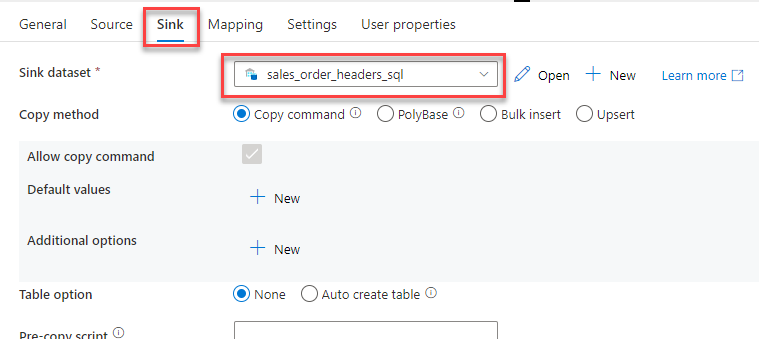 General Source Sink Mapping Settings User properties
Sink dataset * sales_order_headers_sql Open New Learn more
Copy method Copy command PolyBase Bulk insert Upsert
Allow copy command
Default values New
Additional options New
Table option None Auto create table
Pre-copy script